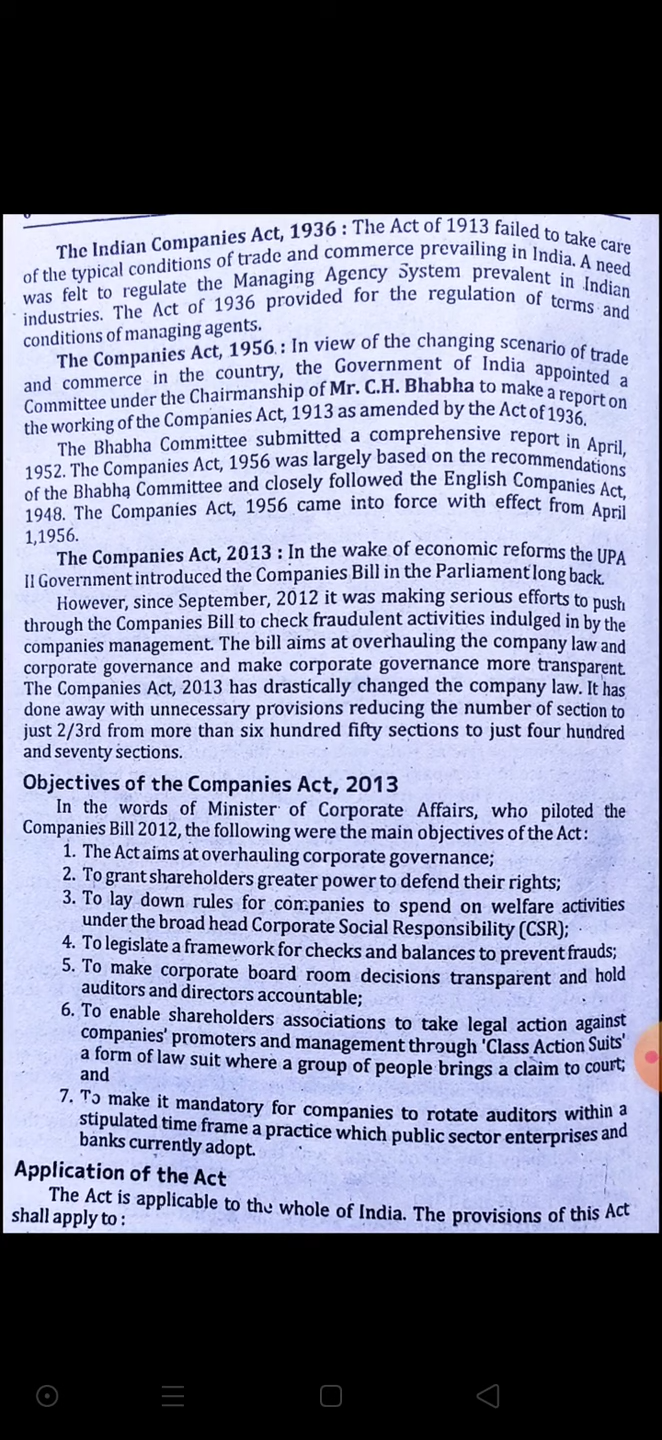 The Indian Companies Act, 1936 : The Act of 1913 failed to take care
of the typical conditions of trade and commerce prevailing in India. A need
was felt to regulate the Managing Agency System prevalent in Indian
industries. The Act of 1936 provided for the regulation of terms and
conditions of managing agents.
The Companies Act, 1956 : In view of the changing scenario of trade
and commerce in the country, the Government of India appointed a
Committee under the Chairmanship of Mr. C.H. Bhabha to make a report on
the working of the Companies Act, 1913 as amended by the Act of 1936.
The Bhabha Committee submitted a comprehensive report in April,
1952. The Companies Act, 1956 was largely based on the recommendations
of the Bhabha Committee and closely followed the English Companies Act,
1948. The Companies Act, 1956 came into force with effect from April
1,1956.
The Companies Act, 2013 : In the wake of economic reforms the UPA
II Government introduced the Companies Bill in the Parliament long back.
However, since September, 2012 it was making serious efforts to push
through the Companies Bill to check fraudulent activities indulged in by the
companies management. The bill aims at overhauling the company law and
corporate governance and make corporate governance more transparent.
The Companies Act, 2013 has drastically changed the company law. It has
done away with unnecessary provisions reducing the number of section to
just 2/3rd from more than six hundred fifty sections to just four hundred
and seventy sections.
Objectives of the Companies Act, 2013
In the words of Minister of Corporate Affairs, who piloted the
Companies Bill 2012, the following were the main objectives of the Act :
1. The Act aims at overhauling corporate governance;
2. To grant shareholders greater power to defend their rights;
3. To lay down rules for companies to spend on welfare activities
under the broad head Corporate Social Responsibility (CSR);
4. To legislate a framework for checks and balances to prevent frauds;
5. To make corporate board room decisions transparent and hold
auditors and directors accountable;
6. To enable shareholders associations to take legal action against
companies' promoters and management through 'Class Action Suits'
a form of law suit where a group of people brings a claim to court;
and
7. To make it mandatory for companies to rotate auditors within a
stipulated time frame a practice which public sector enterprises and
banks currently adopt.
Application of the Act
The Act is applicable to the whole of India. The provisions of this Act
shall apply to :